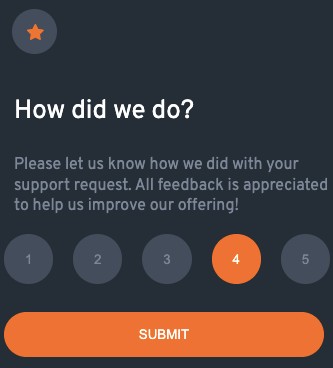 How did we do?
Please let us know how we did with your
support request. All feedback is appreciated
to help us improve our offering!
1 2 3 4 5
SUBMIT